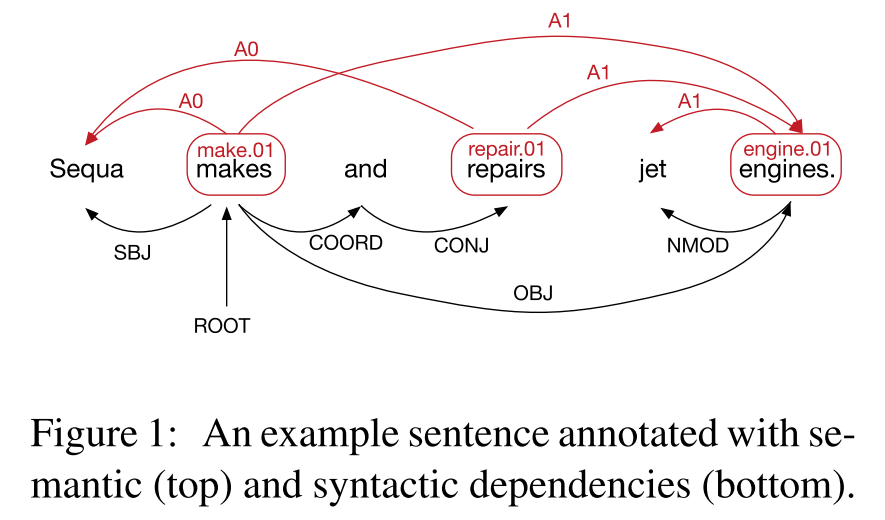 A1
A0
A1
A0
A1
make.01
repair.01
engine.01
Sequa makes and repairs jet engines.
SBJ
COORD
CONJ
NMOD
OBJ
ROOT
Figure 1: An example sentence annotated with se-
mantic (top) and syntactic dependencies (bottom).